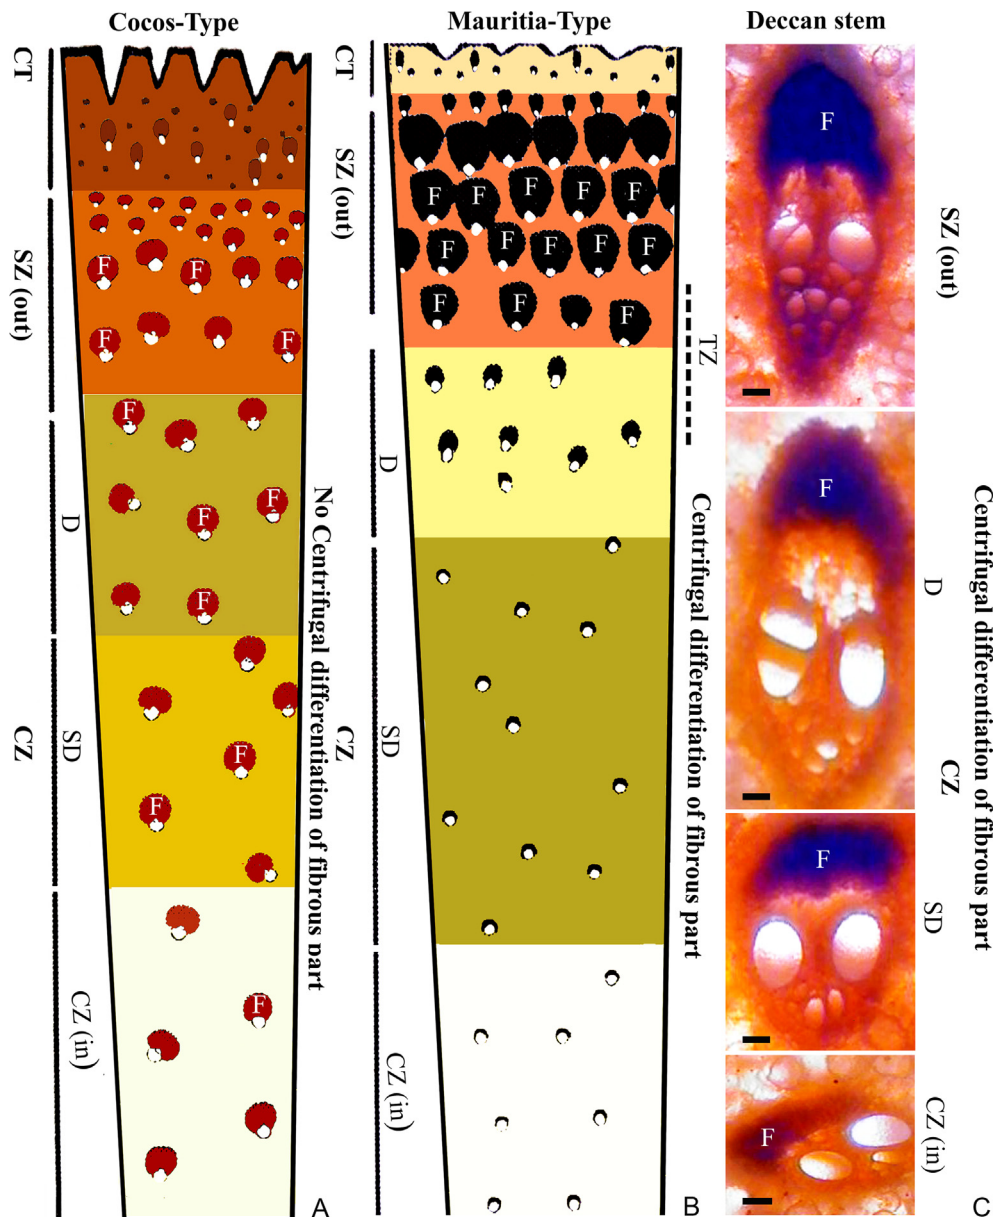 Cocos-Type
CT
SZ (out)
F
F
F
F
F
D
F
F
F
SD
CZ
F
F
CZ (in)
F
No Centrifugal differentiation of fibrous part
A
Mauritia-Type
CT
SZ (out)
F
F
F
F
F
F
F
F
F
F
F
F
F
TZ
D
CZ
SD
CZ (in)
Centrifugal differentiation of fibrous part
B
Deccan stem
F
SZ (out)
F
D
CZ
F
SD
F
CZ (in)
Centrifugal differentiation of fibrous part
C